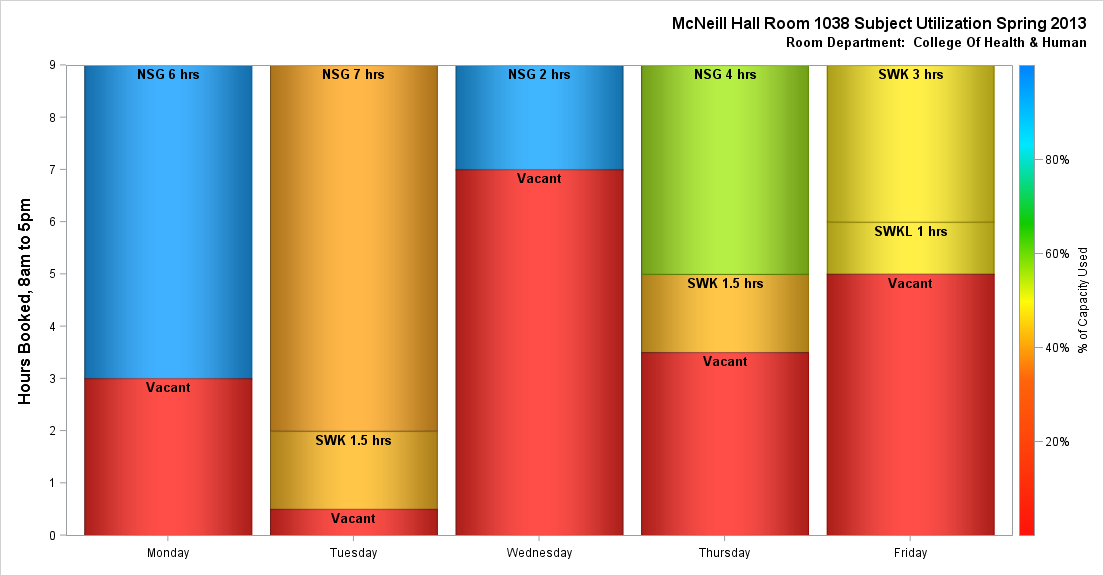 McNeill Hall Room 1038 Subject Utilization Spring 2013
Room Department:  College Of Health & Human
Hours Booked, 8am to 5pm
9
8
7
6
5
4
3
2
1
0
NSG 6 hrs
Vacant
NSG 7 hrs
SWK 1.5 hrs
Vacant
NSG 2 hrs
Vacant
NSG 4 hrs
SWK 1.5 hrs
Vacant
SWK 3 hrs
SWKL 1 hrs
Vacant
Monday
Tuesday
Wednesday
Thursday
Friday
80%
60%
40%
20%
% of Capacity Used